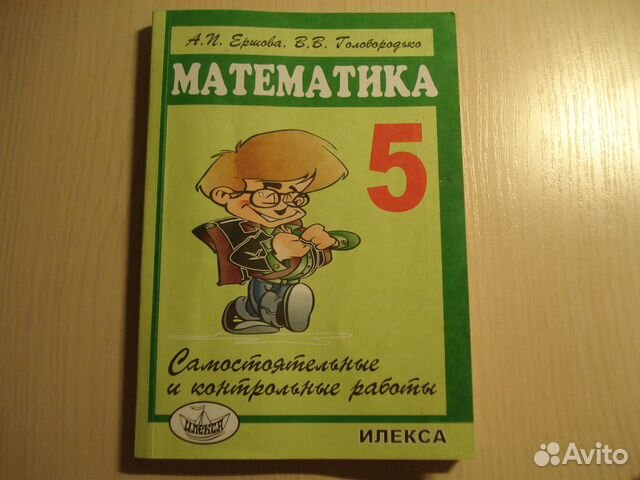 А.П. Ершова, В.В. Голобородько
МАТЕМАТИКА
5
Самостоятельные
и контрольные работы
ИЛЕКСА
ИЛЕКСА
Avito